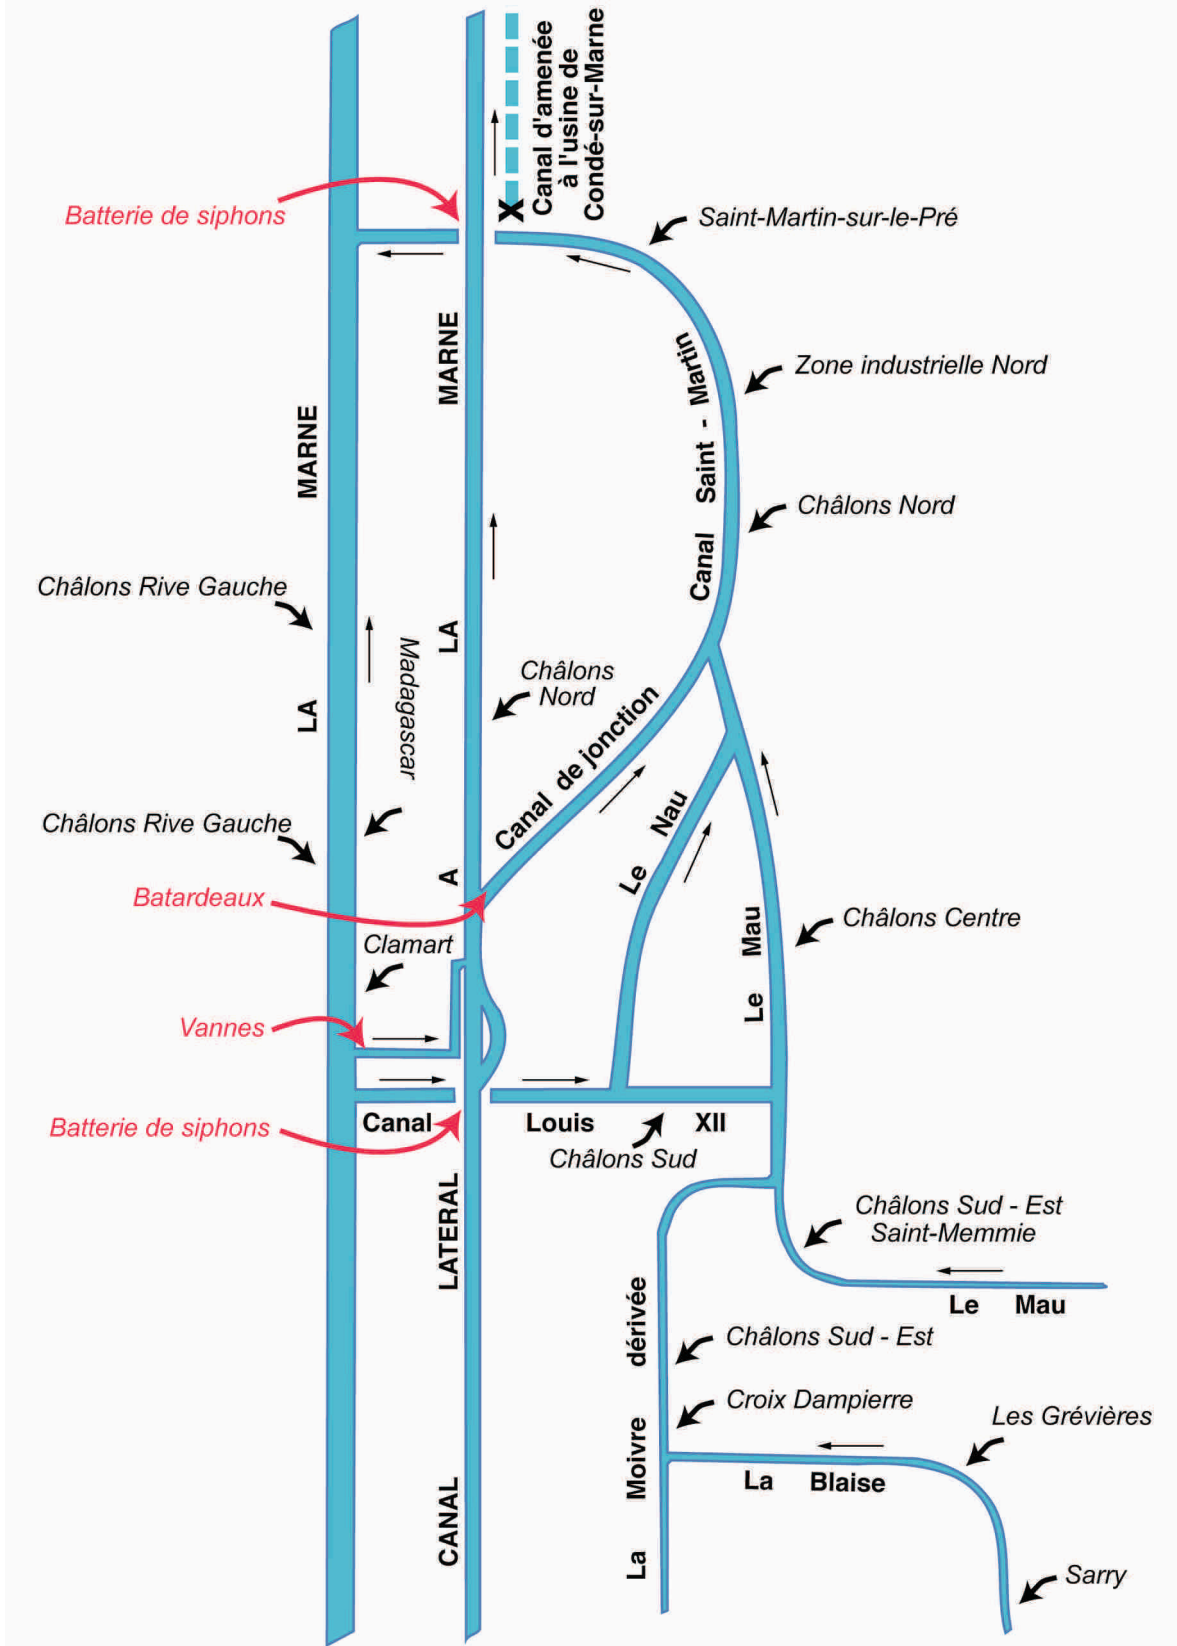 Canal d'amenée
à l'usine de
Condé-sur-Marne
X
Batterie de siphons
Saint-Martin-sur-le-Pré
Zone industrielle Nord
Canal Saint - Martin
Châlons Nord
LA MARNE
Châlons Rive Gauche
Madagascar
Châlons
Nord
Canal de jonction
Châlons Rive Gauche
Batardeaux
Le Nau
Le Mau
Châlons Centre
Clamart
Vannes
Canal Louis XII
Batterie de siphons
Châlons Sud
CANAL LATERAL A LA MARNE
Châlons Sud - Est
Saint-Memmie
Le Mau
La Moivre dérivée
Châlons Sud - Est
Croix Dampierre
Les Grévières
La Blaise
Sarry